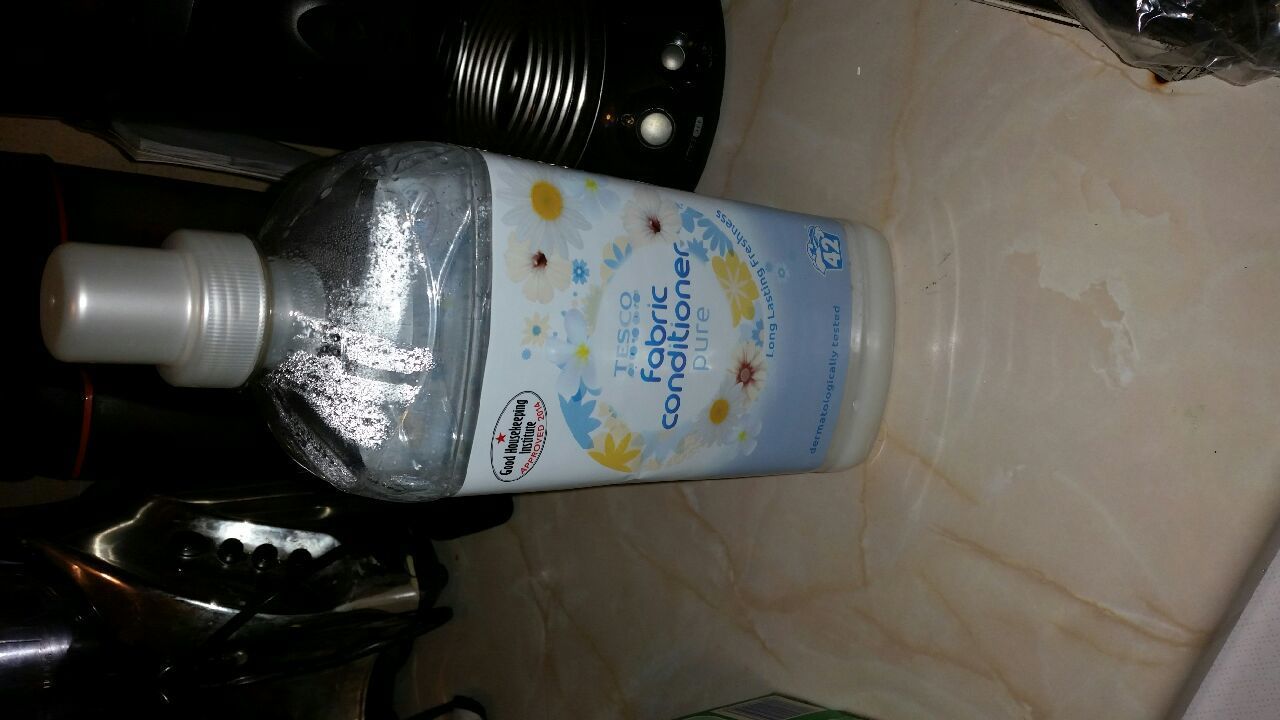 TESCO
fabric
conditioner
pure
Long Lasting Freshness
Good Housekeeping
Institute
APPROVED 2014
42
dermatologically tested